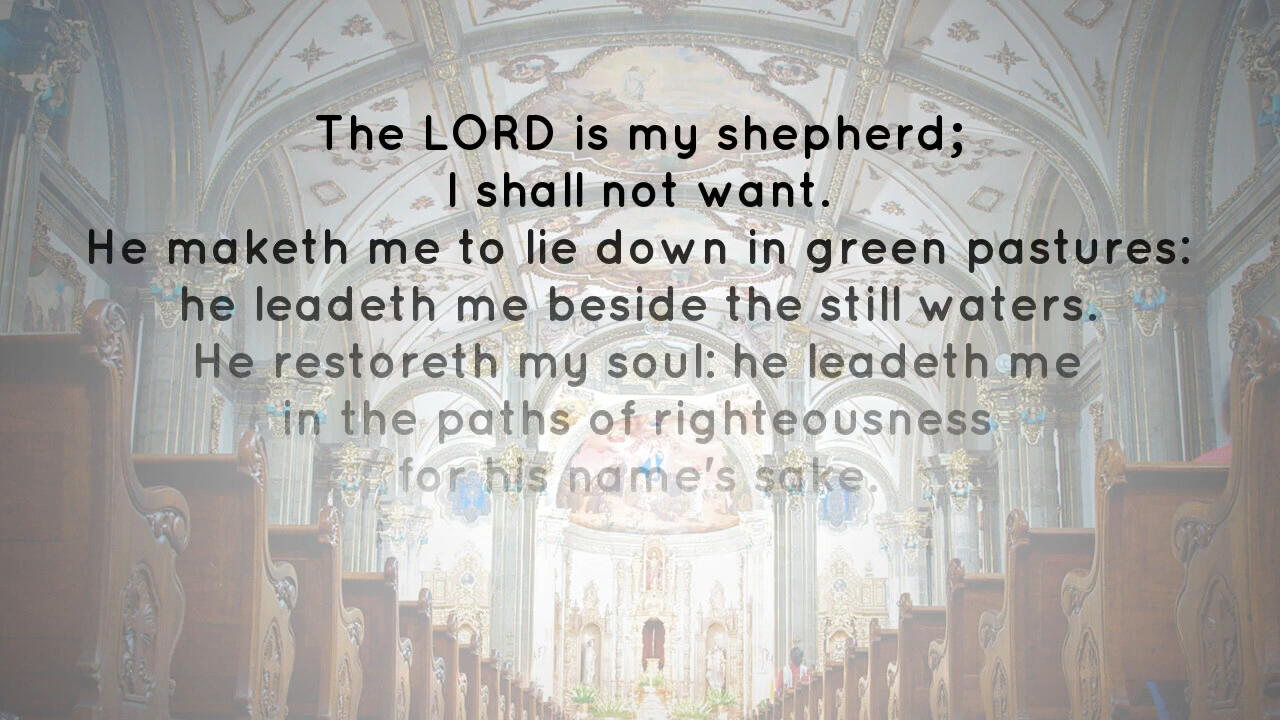 The LORD is my shepherd;
I shall not want.
He maketh me to lie down in green pastures:
he leadeth me beside the still waters.
He restoreth my soul: he leadeth me
in the paths of righteousness
for his name's sake.